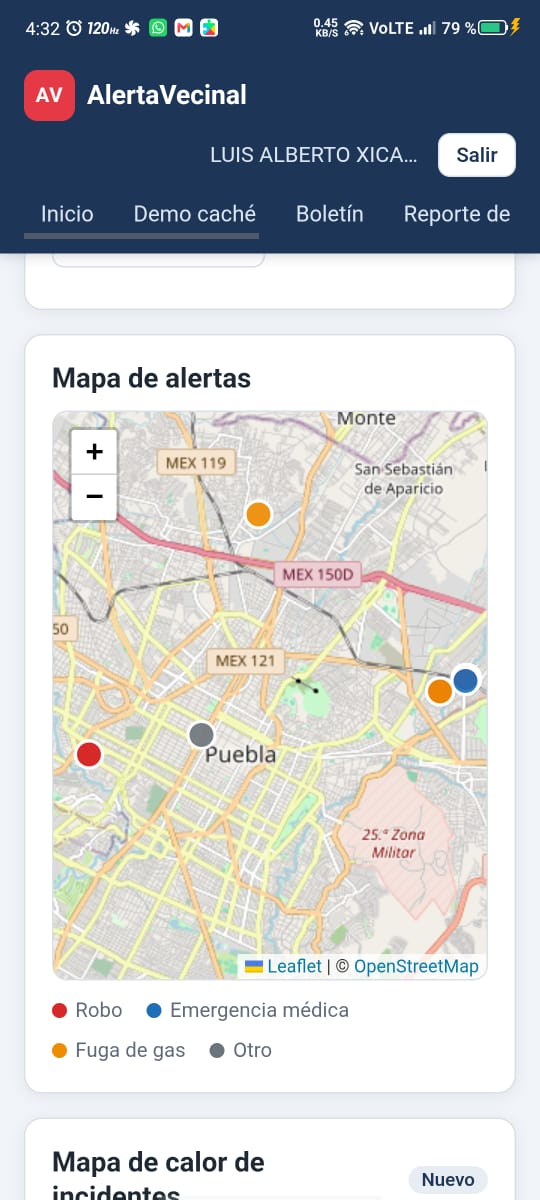 4:32 120Hz 0.45 KB/S VoLTE 79 %
AV AlertaVecinal
LUIS ALBERTO XICA... Salir
Inicio Demo caché Boletín Reporte de
Mapa de alertas
+
−
Monte
MEX 119
San Sebastián
de Aparicio
MEX 150D
50
MEX 121
Puebla
25.ª Zona
Militar
Leaflet | © OpenStreetMap
Robo Emergencia médica
Fuga de gas Otro
Mapa de calor de
incidentes
Nuevo